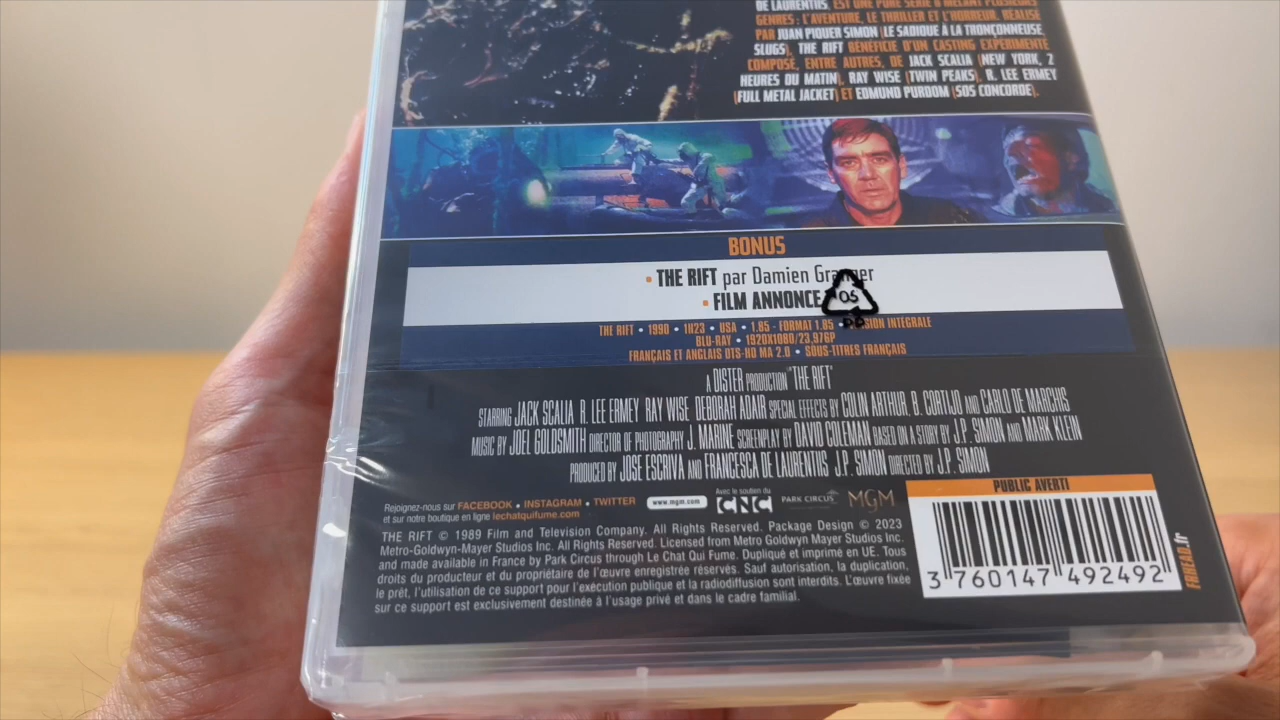 DE LAURENTIIS, EST UNE PURE SÉRIE B MÊLANT PLUSIEURS
GENRES : L'AVENTURE, LE THRILLER ET L'HORREUR. RÉALISÉ
PAR JUAN PIQUER SIMON (LE SADIQUE À LA TRONÇONNEUSE,
SLUGS), THE RIFT BÉNÉFICIE D'UN CASTING EXPÉRIMENTÉ
COMPOSÉ, ENTRE AUTRES, DE JACK SCALIA (NEW YORK, 2
HEURES DU MATIN), RAY WISE (TWIN PEAKS), R. LEE ERMEY
(FULL METAL JACKET) ET EDMUND PURDOM (SOS CONCORDE).
BONUS
• THE RIFT par Damien Granger
• FILM ANNONCE
05
PP
THE RIFT • 1990 • 1H23 • USA • 1.85 - FORMAT 1.85 • VERSION INTÉGRALE
BLU-RAY • 1920X1080/23,976P
FRANÇAIS ET ANGLAIS DTS-HD MA 2.0 • SOUS-TITRES FRANÇAIS
A DISTER PRODUCTION "THE RIFT"
STARRING JACK SCALIA R. LEE ERMEY RAY WISE DEBORAH ADAIR SPECIAL EFFECTS BY COLIN ARTHUR, B. CORTIJO AND CARLO DE MARCHIS
MUSIC BY JOEL GOLDSMITH DIRECTOR OF PHOTOGRAPHY J. MARINE SCREENPLAY BY DAVID COLEMAN BASED ON A STORY BY J.P. SIMON AND MARK KLEIN
PRODUCED BY JOSE ESCRIVA AND FRANCESCA DE LAURENTIIS J.P. SIMON DIRECTED BY J.P. SIMON
Rejoignez-nous sur FACEBOOK • INSTAGRAM • TWITTER
et sur notre boutique en ligne lechatquifume.com
www.mgm.com
Avec le soutien du
CNC
PARK CIRCUS
MGM
THE RIFT © 1989 Film and Television Company. All Rights Reserved. Package Design © 2023
Metro-Goldwyn-Mayer Studios Inc. All Rights Reserved. Licensed from Metro Goldwyn Mayer Studios Inc.
and made available in France by Park Circus through Le Chat Qui Fume. Dupliqué et imprimé en UE. Tous
droits du producteur et du propriétaire de l'œuvre enregistrée réservés. Sauf autorisation, la duplication,
le prêt, l'utilisation de ce support pour l'exécution publique et la radiodiffusion sont interdits. L'œuvre fixée
sur ce support est exclusivement destinée à l'usage privé et dans le cadre familial.
PUBLIC AVERTI
3 760147 492492
FAHEAD.fr